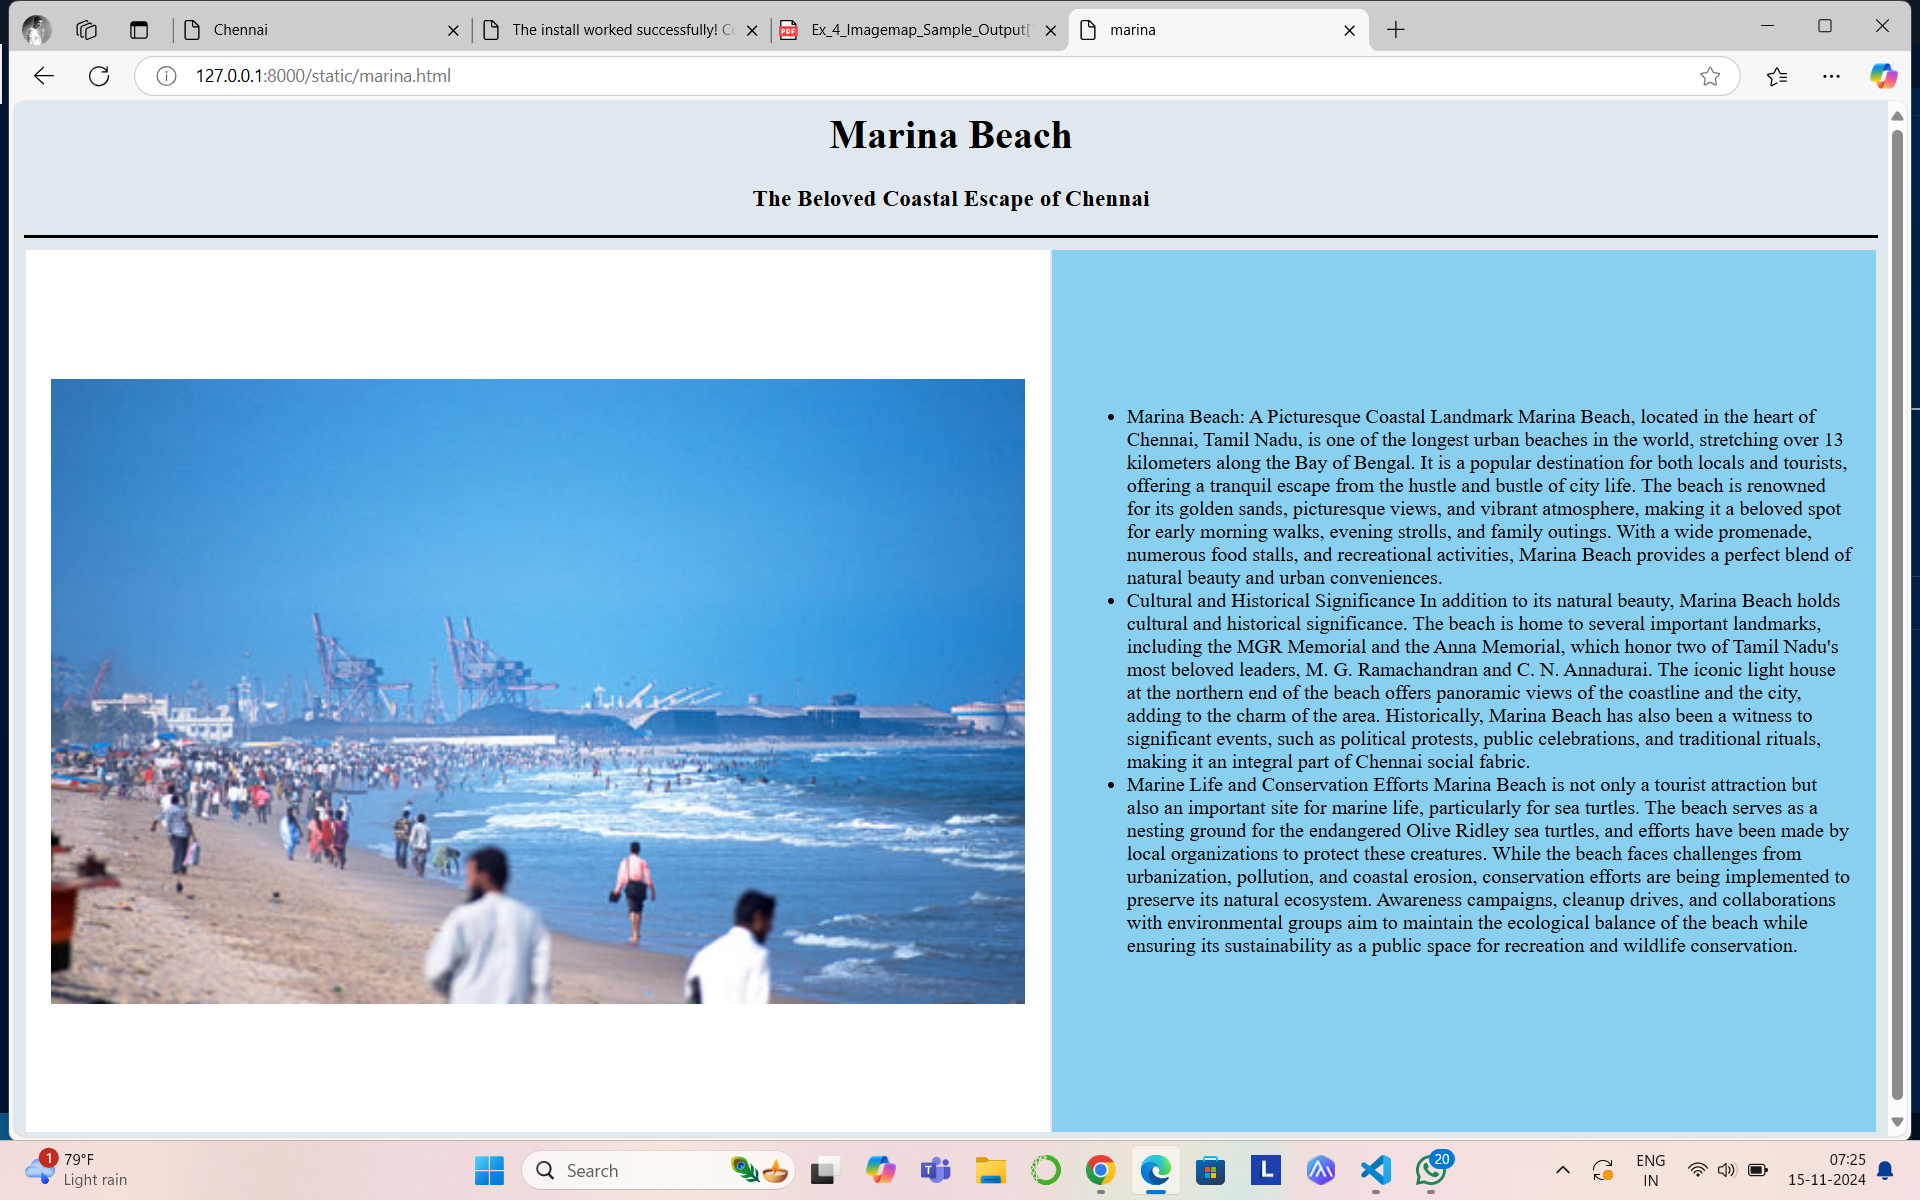 Chennai
The install worked successfully! Co
Ex_4_Imagemap_Sample_Output[
marina
127.0.0.1:8000/static/marina.html
Marina Beach
The Beloved Coastal Escape of Chennai
Marina Beach: A Picturesque Coastal Landmark Marina Beach, located in the heart of
Chennai, Tamil Nadu, is one of the longest urban beaches in the world, stretching over 13
kilometers along the Bay of Bengal. It is a popular destination for both locals and tourists,
offering a tranquil escape from the hustle and bustle of city life. The beach is renowned
for its golden sands, picturesque views, and vibrant atmosphere, making it a beloved spot
for early morning walks, evening strolls, and family outings. With a wide promenade,
numerous food stalls, and recreational activities, Marina Beach provides a perfect blend of
natural beauty and urban conveniences.
Cultural and Historical Significance In addition to its natural beauty, Marina Beach holds
cultural and historical significance. The beach is home to several important landmarks,
including the MGR Memorial and the Anna Memorial, which honor two of Tamil Nadu's
most beloved leaders, M. G. Ramachandran and C. N. Annadurai. The iconic light house
at the northern end of the beach offers panoramic views of the coastline and the city,
adding to the charm of the area. Historically, Marina Beach has also been a witness to
significant events, such as political protests, public celebrations, and traditional rituals,
making it an integral part of Chennai social fabric.
Marine Life and Conservation Efforts Marina Beach is not only a tourist attraction but
also an important site for marine life, particularly for sea turtles. The beach serves as a
nesting ground for the endangered Olive Ridley sea turtles, and efforts have been made by
local organizations to protect these creatures. While the beach faces challenges from
urbanization, pollution, and coastal erosion, conservation efforts are being implemented to
preserve its natural ecosystem. Awareness campaigns, cleanup drives, and collaborations
with environmental groups aim to maintain the ecological balance of the beach while
ensuring its sustainability as a public space for recreation and wildlife conservation.
1
79°F
Light rain
Search
L
20
ENG
IN
07:25
15-11-2024